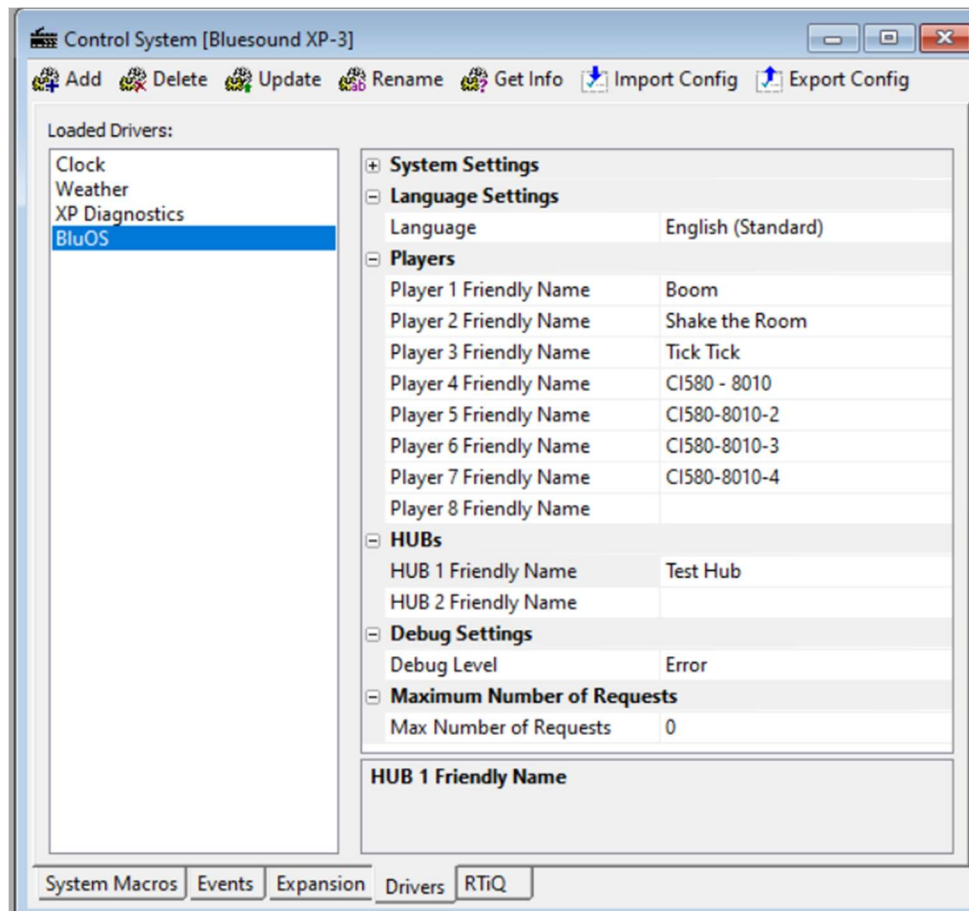 Control System [Bluesound XP-3]
Add Delete Update Rename Get Info Import Config Export Config
Loaded Drivers:
Clock
Weather
XP Diagnostics
BluOS
System Settings
Language Settings
Language English (Standard)
Players
Player 1 Friendly Name Boom
Player 2 Friendly Name Shake the Room
Player 3 Friendly Name Tick Tick
Player 4 Friendly Name CI580 - 8010
Player 5 Friendly Name CI580-8010-2
Player 6 Friendly Name CI580-8010-3
Player 7 Friendly Name CI580-8010-4
Player 8 Friendly Name
HUBs
HUB 1 Friendly Name Test Hub
HUB 2 Friendly Name
Debug Settings
Debug Level Error
Maximum Number of Requests
Max Number of Requests 0
HUB 1 Friendly Name
System Macros Events Expansion Drivers RTiQ